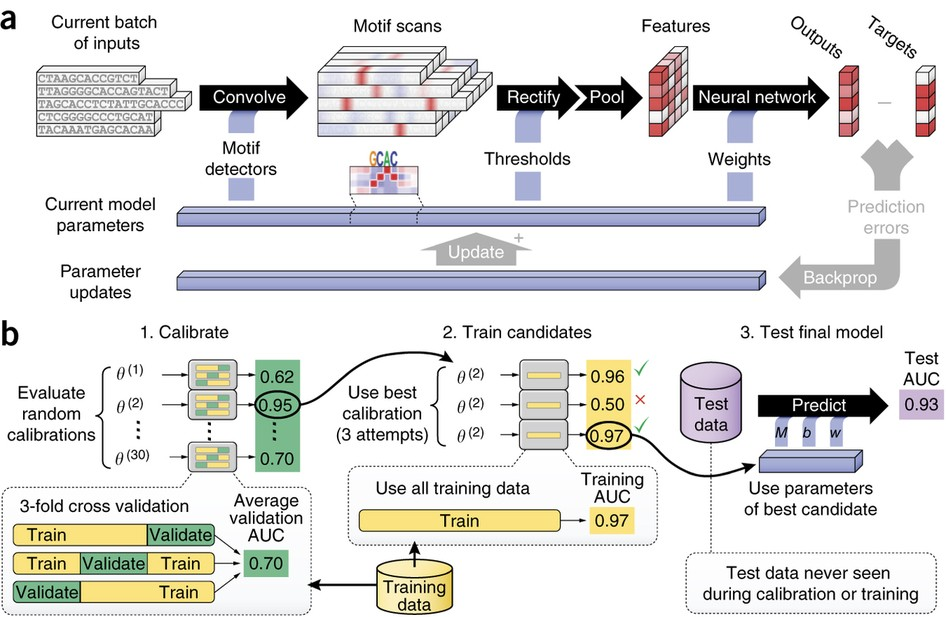 a
Current batch
of inputs
Motif scans
Features
Outputs
Targets
CTAAGCACCGTCT
TTAGGGGCACCAGTACT
TAGCACCTCTATTGCACCC
CTCGGGGCCCTGCAT
TACAAATGAGCACAA
Convolve
Rectify
Pool
Neural network
–
Motif
detectors
GCAC
Thresholds
Weights
Current model
parameters
Prediction
errors
Update
+
Parameter
updates
Backprop
b
1. Calibrate
2. Train candidates
3. Test final model
Evaluate
random
calibrations
θ(1)
0.62
θ(2)
0.95
θ(30)
0.70
Use best
calibration
(3 attempts)
θ(2)
0.96
✓
θ(2)
0.50
×
θ(2)
0.97
✓
Test
data
Predict
Test
AUC
0.93
M b w
Use parameters
of best candidate
3-fold cross validation
Average
validation
AUC
Train Validate
Train Validate Train
0.70
Validate Train
Use all training data
Training
AUC
Train
0.97
Training
data
Test data never seen
during calibration or training